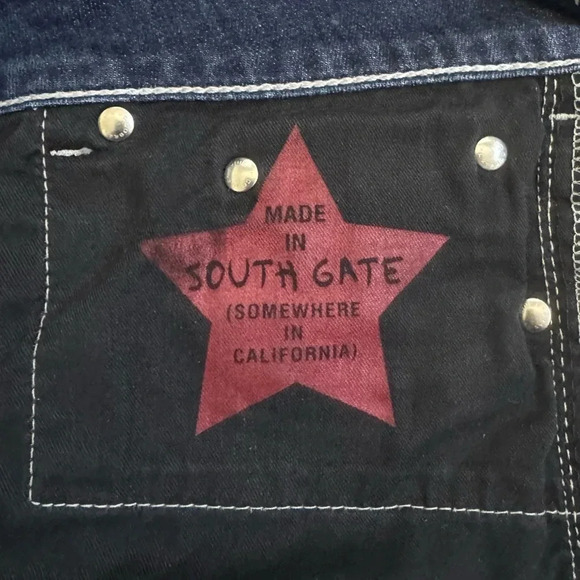 MADE
IN
SOUTH GATE
(SOMEWHERE
IN
CALIFORNIA)